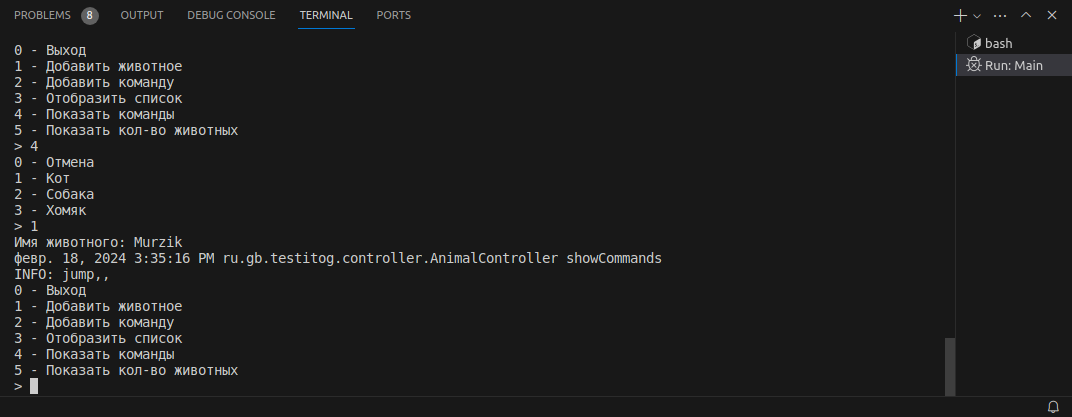 PROBLEMS 8 OUTPUT DEBUG CONSOLE TERMINAL PORTS
0 - Выход
1 - Добавить животное
2 - Добавить команду
3 - Отобразить список
4 - Показать команды
5 - Показать кол-во животных
> 4
0 - Отмена
1 - Кот
2 - Собака
3 - Хомяк
> 1
Имя животного: Murzik
февр. 18, 2024 3:35:16 PM ru.gb.testitog.controller.AnimalController showCommands
INFO: jump,,
0 - Выход
1 - Добавить животное
2 - Добавить команду
3 - Отобразить список
4 - Показать команды
5 - Показать кол-во животных
>
bash
Run: Main